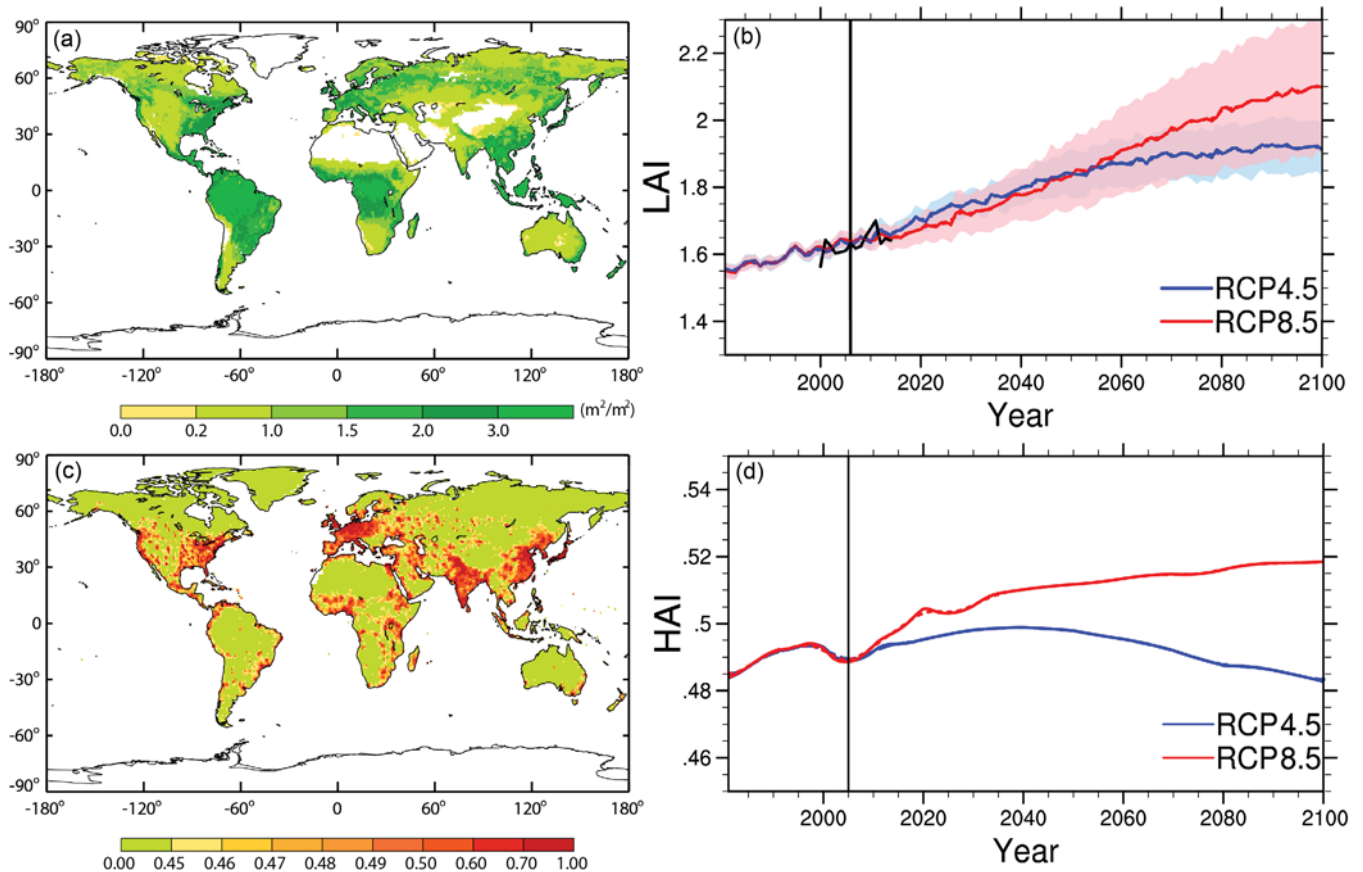 (a)
90°
60°
30°
0
-30°
-60°
-90°
-180° -120° -60° 0 60° 120° 180°
0.0 0.2 1.0 1.5 2.0 3.0 (m²/m²)
(b)
LAI
2.2
2
1.8
1.6
1.4
RCP4.5
RCP8.5
2000 2020 2040 2060 2080 2100
Year
(c)
90°
60°
30°
0
-30°
-60°
-90°
-180° -120° -60° 0 60° 120° 180°
0.00 0.45 0.46 0.47 0.48 0.49 0.50 0.60 0.70 1.00
(d)
HAI
.54
.52
.5
.48
.46
RCP4.5
RCP8.5
2000 2020 2040 2060 2080 2100
Year